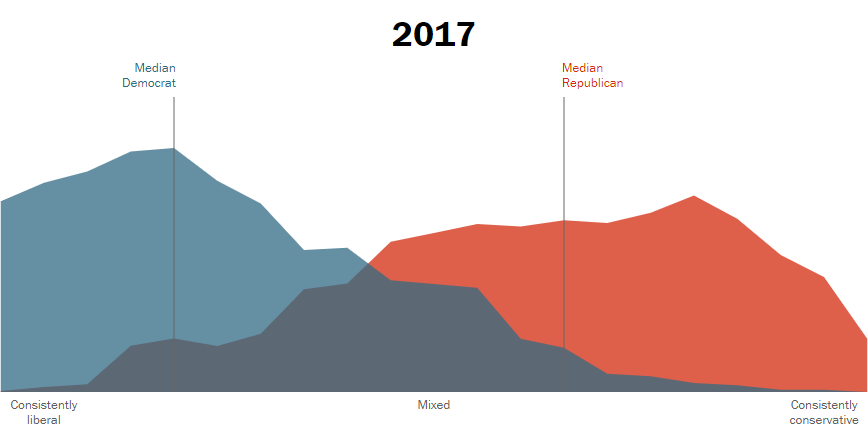 2017
Median
Democrat
Median
Republican
Consistently
liberal
Mixed
Consistently
conservative